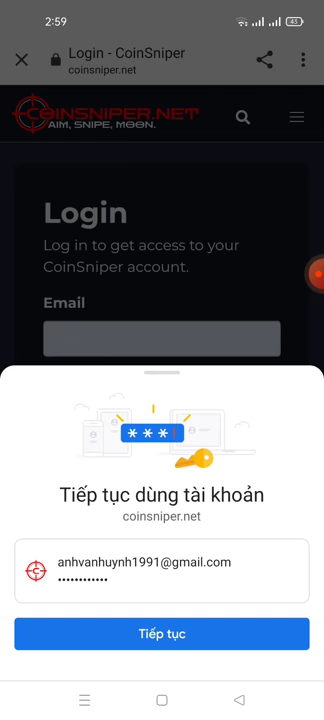 2:59
45
Login - CoinSniper
coinsniper.net
COINSNIPER.NET
AIM, SNIPE, MOON.
Login
Log in to get access to your
CoinSniper account.
Email
***
Tiếp tục dùng tài khoản
coinsniper.net
C
anhvanhuynh1991@gmail.com
••••••••••••
Tiếp tục